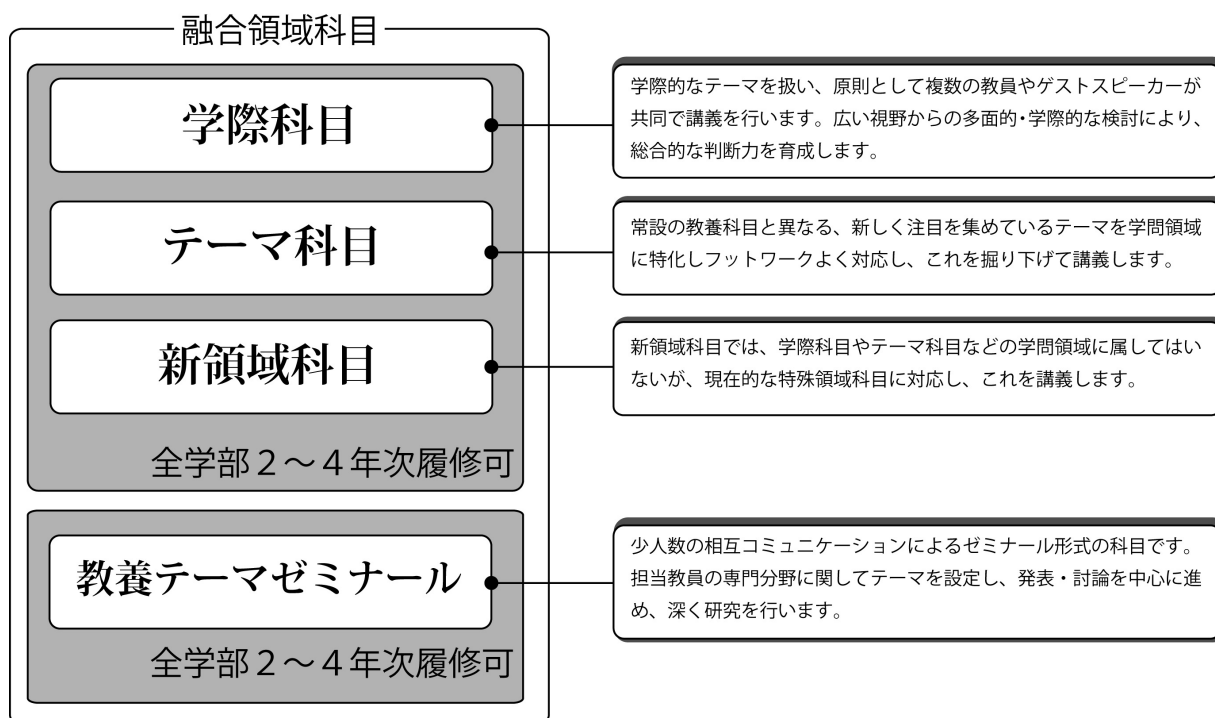 融合領域科目
学際科目
学際的なテーマを扱い、原則として複数の教員やゲストスピーカーが
共同で講義を行います。広い視野からの多面的・学際的な検討により、
総合的な判断力を育成します。
テーマ科目
常設の教養科目と異なる、新しく注目を集めているテーマを学問領域
に特化しフットワークよく対応し、これを掘り下げて講義します。
新領域科目
新領域科目では、学際科目やテーマ科目などの学問領域に属してはい
ないが、現在的な特殊領域科目に対応し、これを講義します。
全学部２～４年次履修可
教養テーマゼミナール
少人数の相互コミュニケーションによるゼミナール形式の科目です。
担当教員の専門分野に関してテーマを設定し、発表・討論を中心に進
め、深く研究を行います。
全学部２～４年次履修可